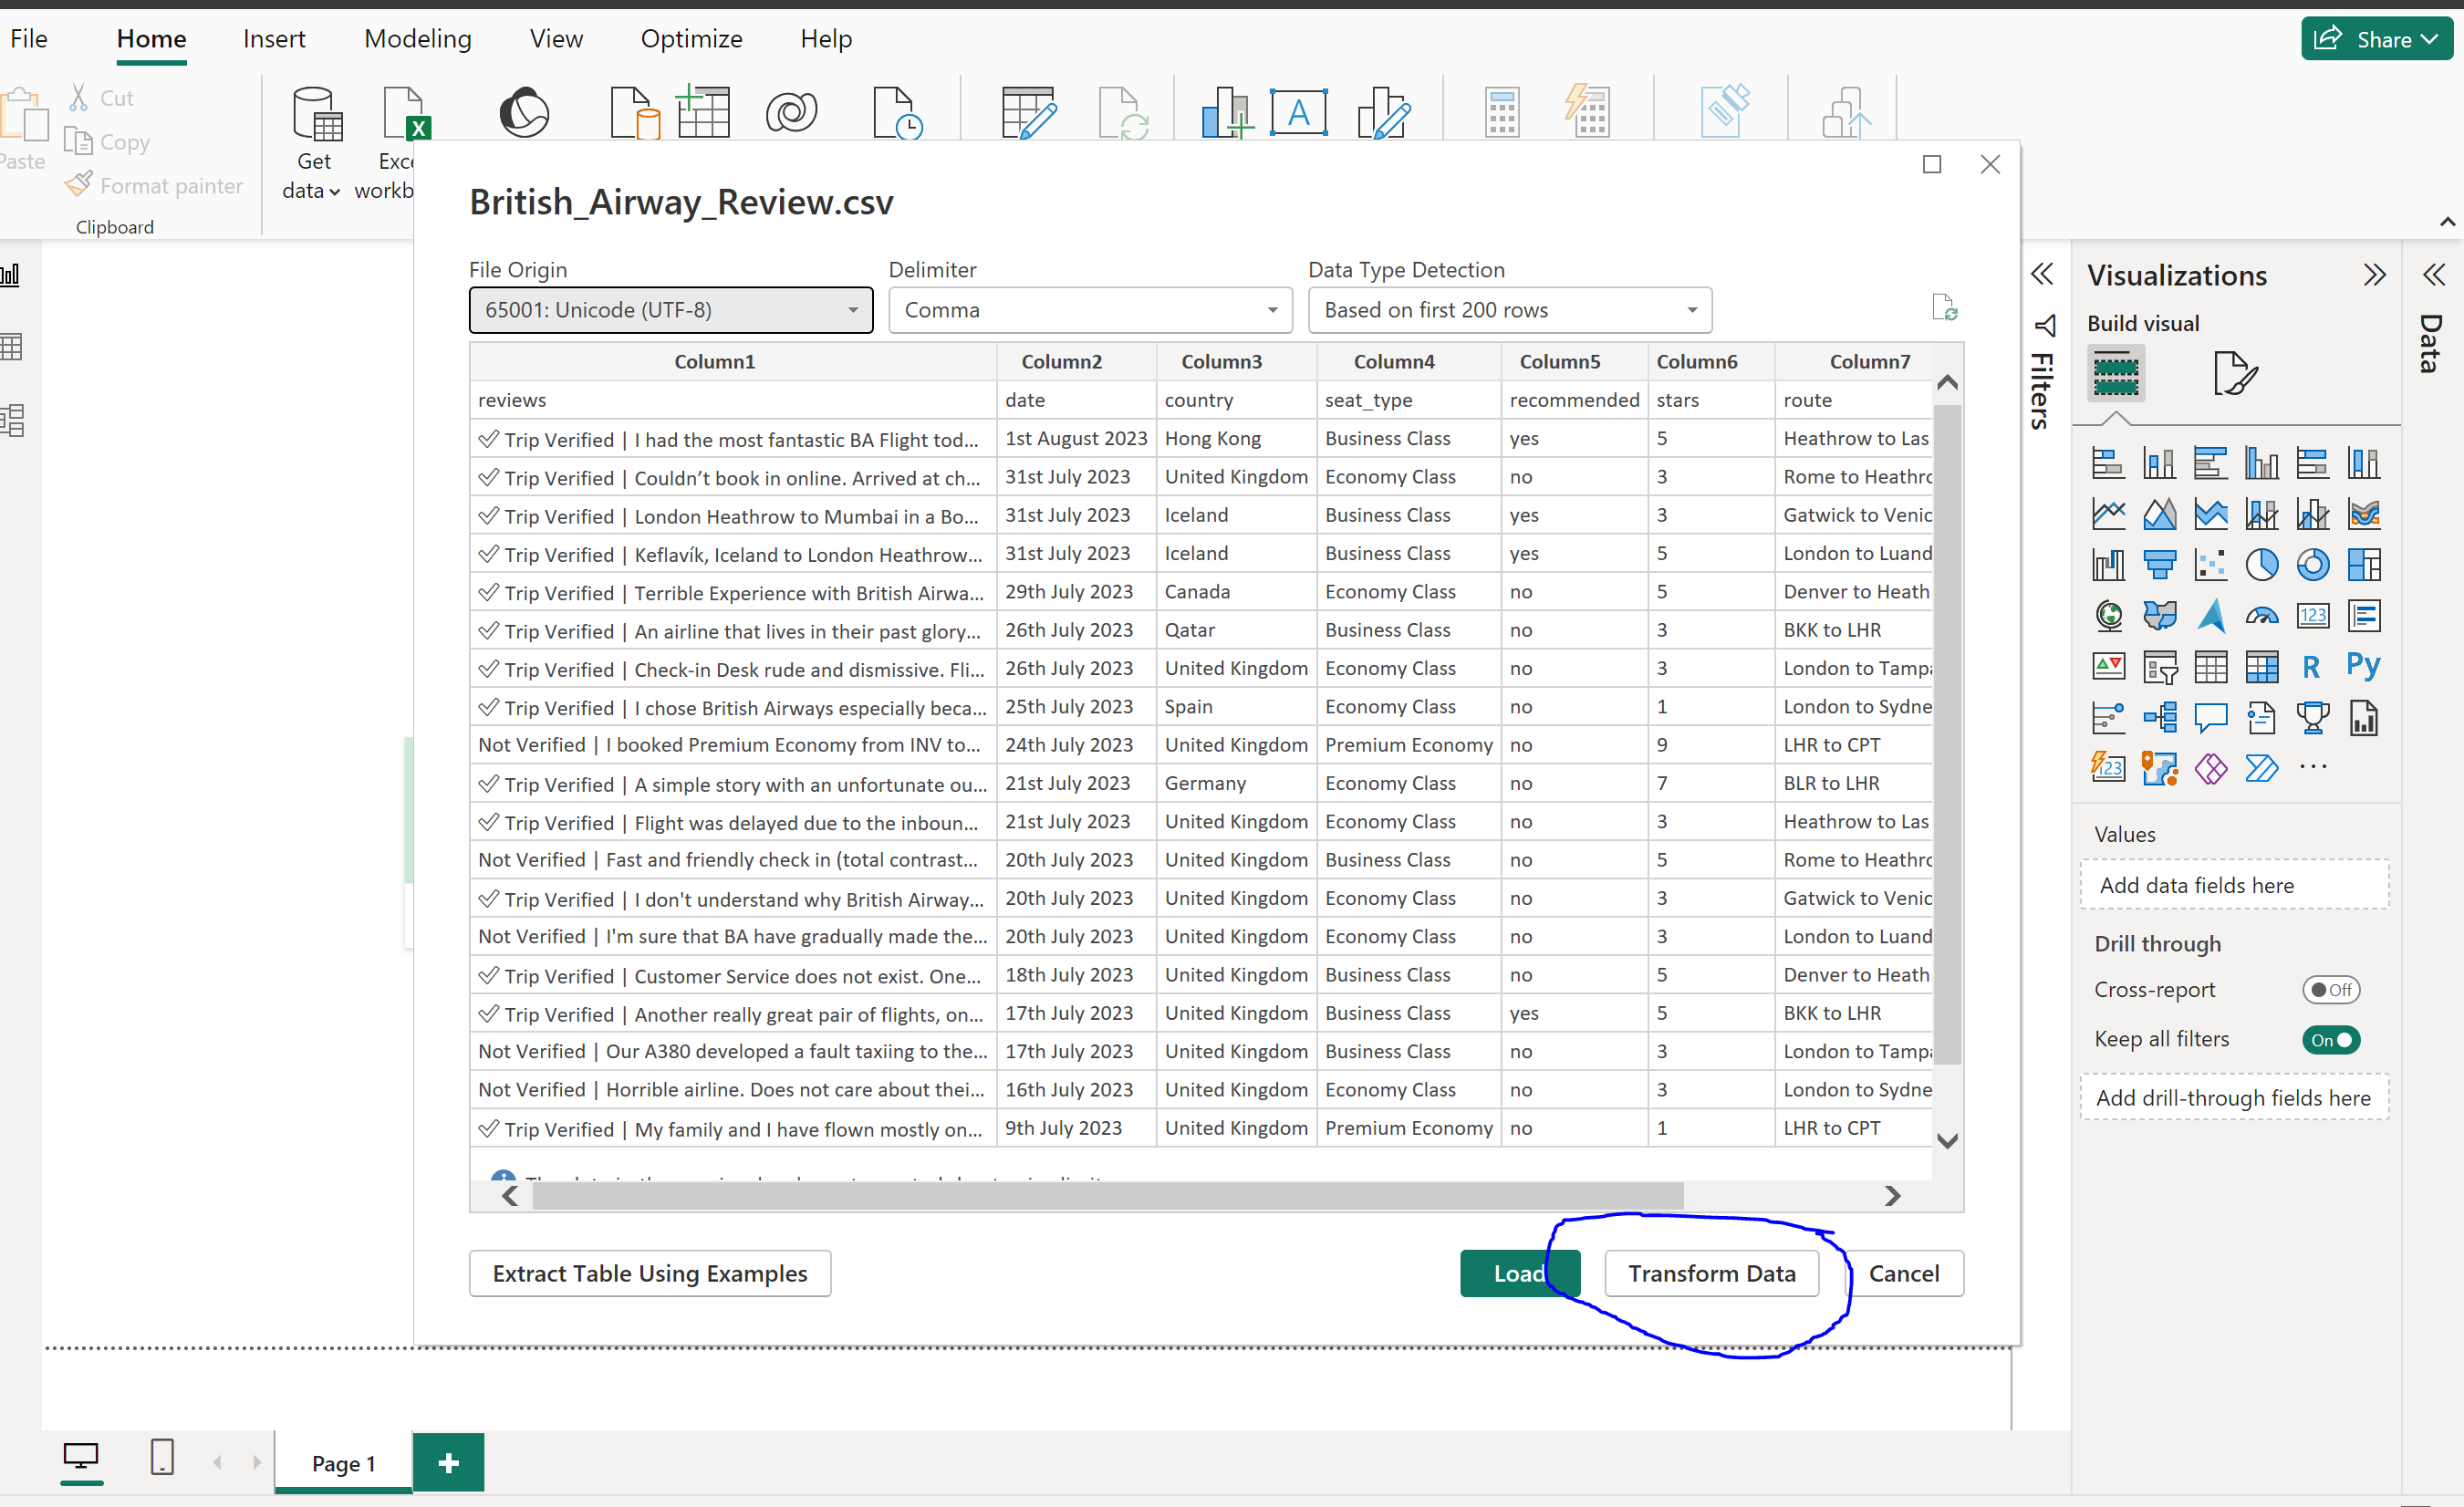 File Home Insert Modeling View Optimize Help Share
Cut
Copy
Format painter
Paste
Clipboard
Get data
Exce
workb
British_Airway_Review.csv
File Origin Delimiter Data Type Detection
65001: Unicode (UTF-8) Comma Based on first 200 rows
Column1 Column2 Column3 Column4 Column5 Column6 Column7
reviews date country seat_type recommended stars route
Trip Verified | I had the most fantastic BA Flight tod... 1st August 2023 Hong Kong Business Class yes 5 Heathrow to Las
Trip Verified | Couldn’t book in online. Arrived at ch... 31st July 2023 United Kingdom Economy Class no 3 Rome to Heathrc
Trip Verified | London Heathrow to Mumbai in a Bo... 31st July 2023 Iceland Business Class yes 3 Gatwick to Venic
Trip Verified | Keflavík, Iceland to London Heathrow... 31st July 2023 Iceland Business Class yes 5 London to Luand
Trip Verified | Terrible Experience with British Airwa... 29th July 2023 Canada Economy Class no 5 Denver to Heath
Trip Verified | An airline that lives in their past glory... 26th July 2023 Qatar Business Class no 3 BKK to LHR
Trip Verified | Check-in Desk rude and dismissive. Fli... 26th July 2023 United Kingdom Economy Class no 3 London to Tampa
Trip Verified | I chose British Airways especially beca... 25th July 2023 Spain Economy Class no 1 London to Sydne
Not Verified | I booked Premium Economy from INV to... 24th July 2023 United Kingdom Premium Economy no 9 LHR to CPT
Trip Verified | A simple story with an unfortunate ou... 21st July 2023 Germany Economy Class no 7 BLR to LHR
Trip Verified | Flight was delayed due to the inboun... 21st July 2023 United Kingdom Economy Class no 3 Heathrow to Las
Not Verified | Fast and friendly check in (total contrast... 20th July 2023 United Kingdom Business Class no 5 Rome to Heathrc
Trip Verified | I don't understand why British Airway... 20th July 2023 United Kingdom Economy Class no 3 Gatwick to Venic
Not Verified | I'm sure that BA have gradually made the... 20th July 2023 United Kingdom Economy Class no 3 London to Luand
Trip Verified | Customer Service does not exist. One... 18th July 2023 United Kingdom Business Class no 5 Denver to Heath
Trip Verified | Another really great pair of flights, on... 17th July 2023 United Kingdom Business Class yes 5 BKK to LHR
Not Verified | Our A380 developed a fault taxiing to the... 17th July 2023 United Kingdom Business Class no 3 London to Tampa
Not Verified | Horrible airline. Does not care about thei... 16th July 2023 United Kingdom Economy Class no 3 London to Sydne
Trip Verified | My family and I have flown mostly on... 9th July 2023 United Kingdom Premium Economy no 1 LHR to CPT
Extract Table Using Examples Load Transform Data Cancel
Filters
Visualizations
Build visual
123
R Py
123
Values
Add data fields here
Drill through
Cross-report Off
Keep all filters On
Add drill-through fields here
Data
Page 1